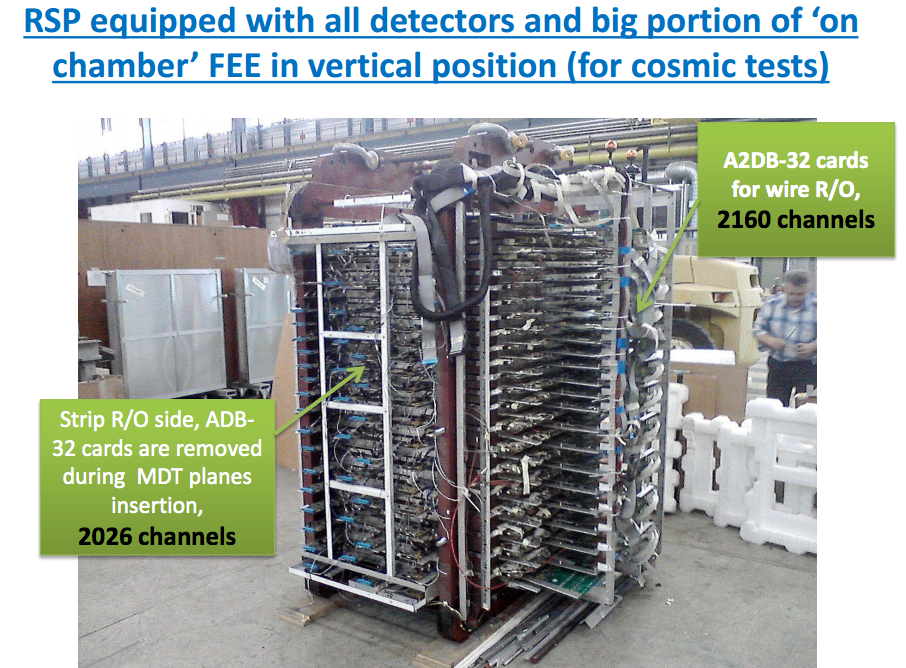 RSP equipped with all detectors and big portion of ‘on
chamber’ FEE in vertical position (for cosmic tests)
A2DB-32 cards
for wire R/O,
2160 channels
Strip R/O side, ADB-
32 cards are removed
during MDT planes
insertion,
2026 channels